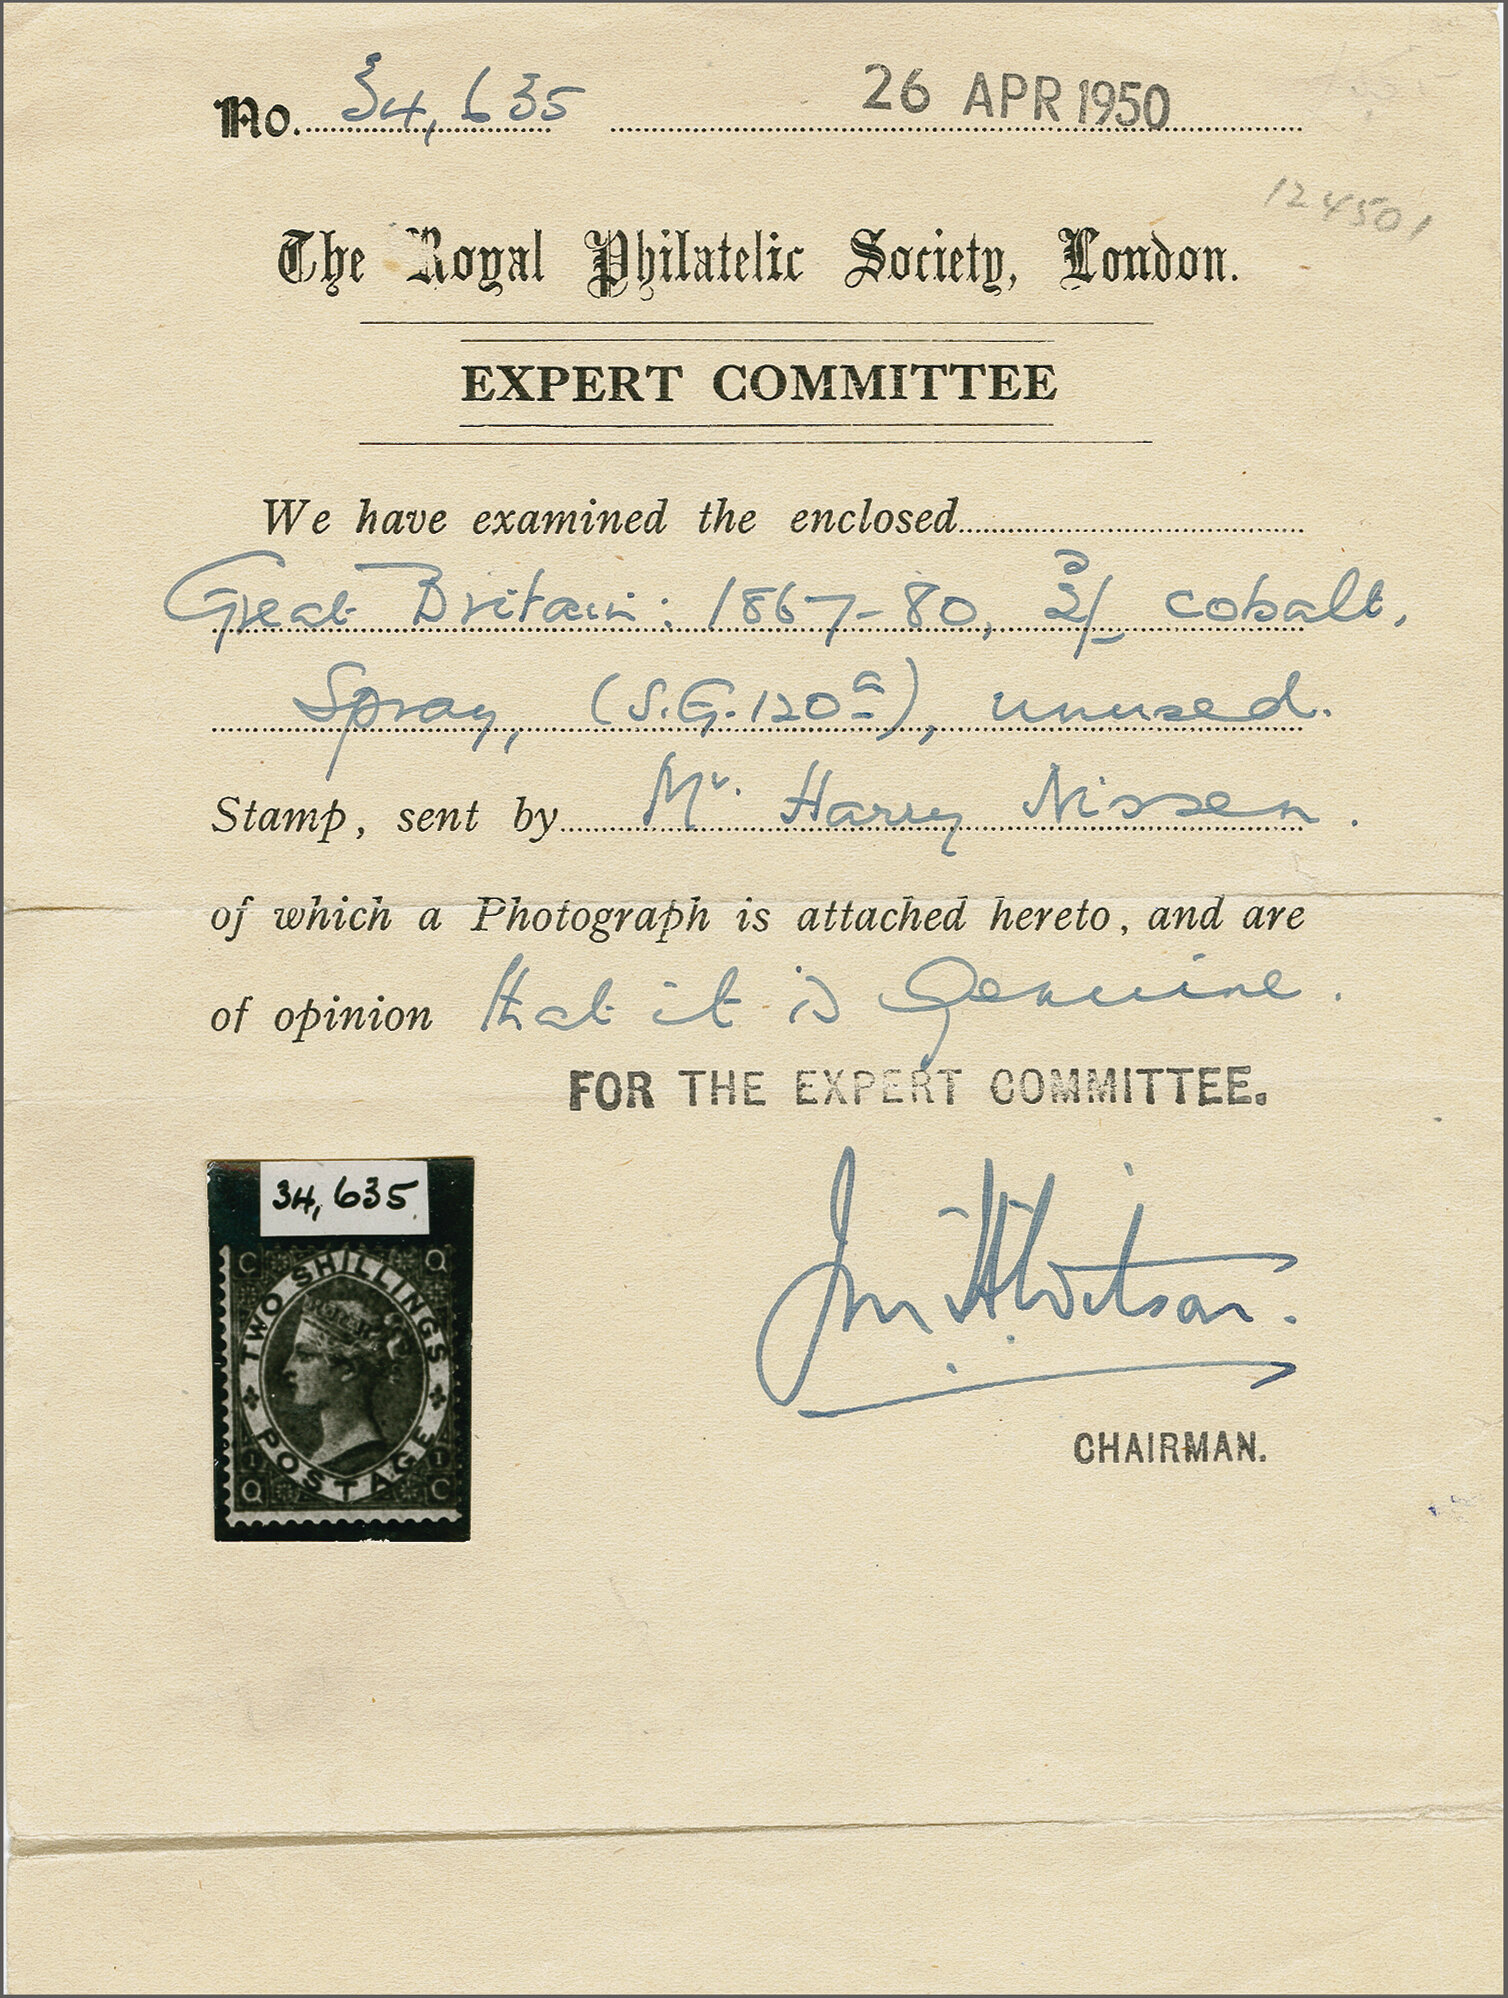 No. 34,635 26 APR 1950
124501
The Royal Philatelic Society, London.
EXPERT COMMITTEE
We have examined the enclosed
Great Britain: 1867-80, 2/- cobalt,
Spray, (S.G. 120a), unused.
Stamp, sent by Mr. Harry Nissen.
of which a Photograph is attached hereto, and are
of opinion that it is genuine.
FOR THE EXPERT COMMITTEE.
CHAIRMAN.
34,635
C Q
TWO SHILLINGS
POSTAGE
1 1
Q C